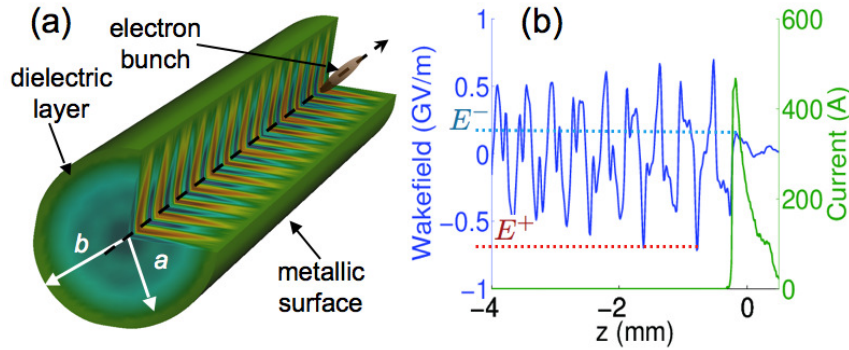 (a)
electron
bunch
dielectric
layer
b
a
metallic
surface
(b)
Wakefield (GV/m)
1
0.5
0
−0.5
−1
E−
E+
−4
−2
0
z (mm)
600
400
200
0
Current (A)